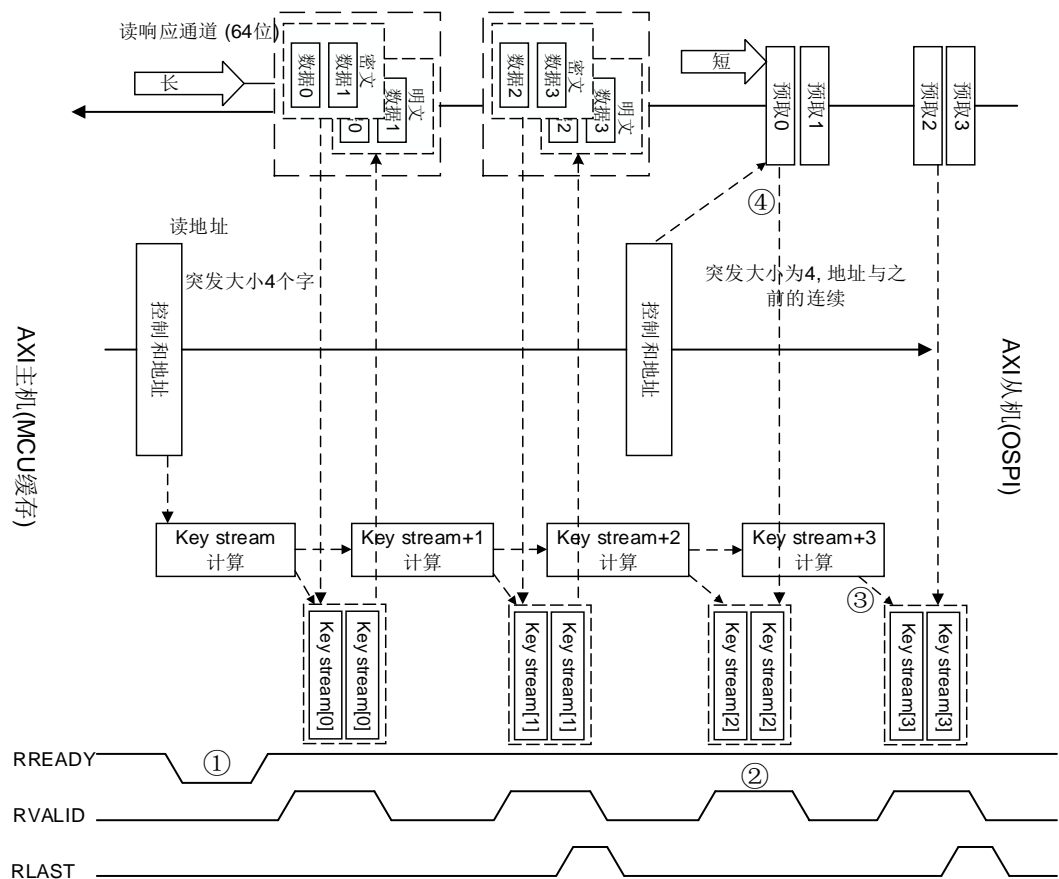 读响应通道 (64位)
长
数据0
数据1
密文
数据1
明文
数据2
数据3
密文
数据3
明文
短
预取0
预取1
预取2
预取3
④
读地址
突发大小4个字
控制和地址
控制和地址
突发大小为4, 地址与之
前的连续
AXI主机(MCU缓存)
AXI从机(OSPI)
Key stream
计算
Key stream+1
计算
Key stream+2
计算
Key stream+3
计算
③
Key stream[0]
Key stream[0]
Key stream[1]
Key stream[1]
Key stream[2]
Key stream[2]
Key stream[3]
Key stream[3]
RREADY
①
②
RVALID
RLAST